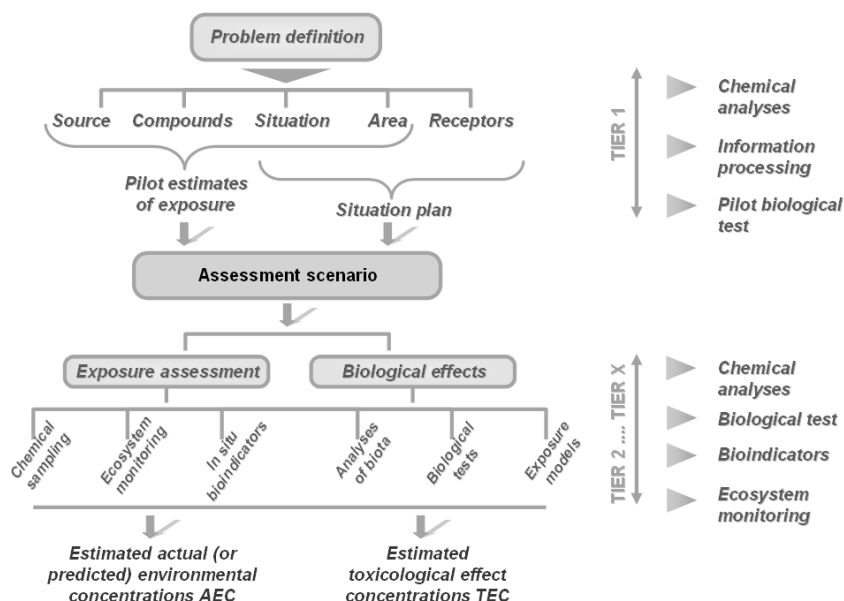 Problem definition
Source
Compounds
Situation
Area
Receptors
Pilot estimates
of exposure
Situation plan
Assessment scenario
Exposure assessment
Biological effects
Chemical
sampling
Ecosystem
monitoring
In situ
bioindicators
Analyses
of biota
Biological
tests
Exposure
models
Estimated actual (or
predicted) environmental
concentrations AEC
Estimated
toxicological effect
concentrations TEC
TIER 1
Chemical
analyses
Information
processing
Pilot biological
test
TIER 2 .... TIER X
Chemical
analyses
Biological test
Bioindicators
Ecosystem
monitoring